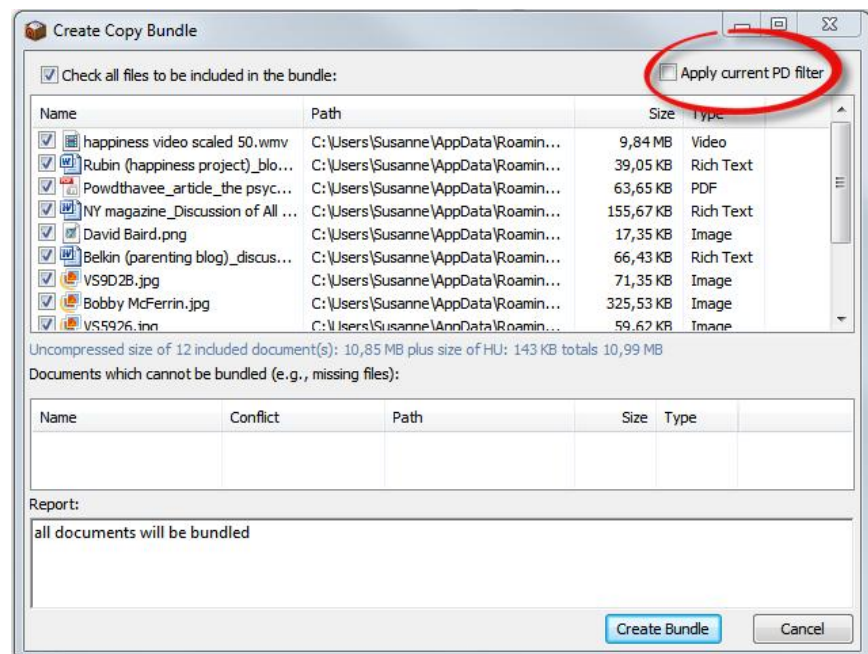 Create Copy Bundle
Check all files to be included in the bundle: Apply current PD filter
Name Path Size Type
happiness video scaled 50.wmv C:\Users\Susanne\AppData\Roamin... 9,84 MB Video
Rubin (happiness project)_blo... C:\Users\Susanne\AppData\Roamin... 39,05 KB Rich Text
Powdthavee_article_the psyc... C:\Users\Susanne\AppData\Roamin... 63,65 KB PDF
NY magazine_Discussion of All ... C:\Users\Susanne\AppData\Roamin... 155,67 KB Rich Text
David Baird.png C:\Users\Susanne\AppData\Roamin... 17,35 KB Image
Belkin (parenting blog)_discus... C:\Users\Susanne\AppData\Roamin... 66,43 KB Rich Text
VS9D2B.jpg C:\Users\Susanne\AppData\Roamin... 71,35 KB Image
Bobby McFerrin.jpg C:\Users\Susanne\AppData\Roamin... 325,53 KB Image
VS5926.jpg C:\Users\Susanne\AppData\Roamin... 59,62 KB Image
Uncompressed size of 12 included document(s): 10,85 MB plus size of HU: 143 KB totals 10,99 MB
Documents which cannot be bundled (e.g., missing files):
Name Conflict Path Size Type
Report:
all documents will be bundled
Create Bundle Cancel